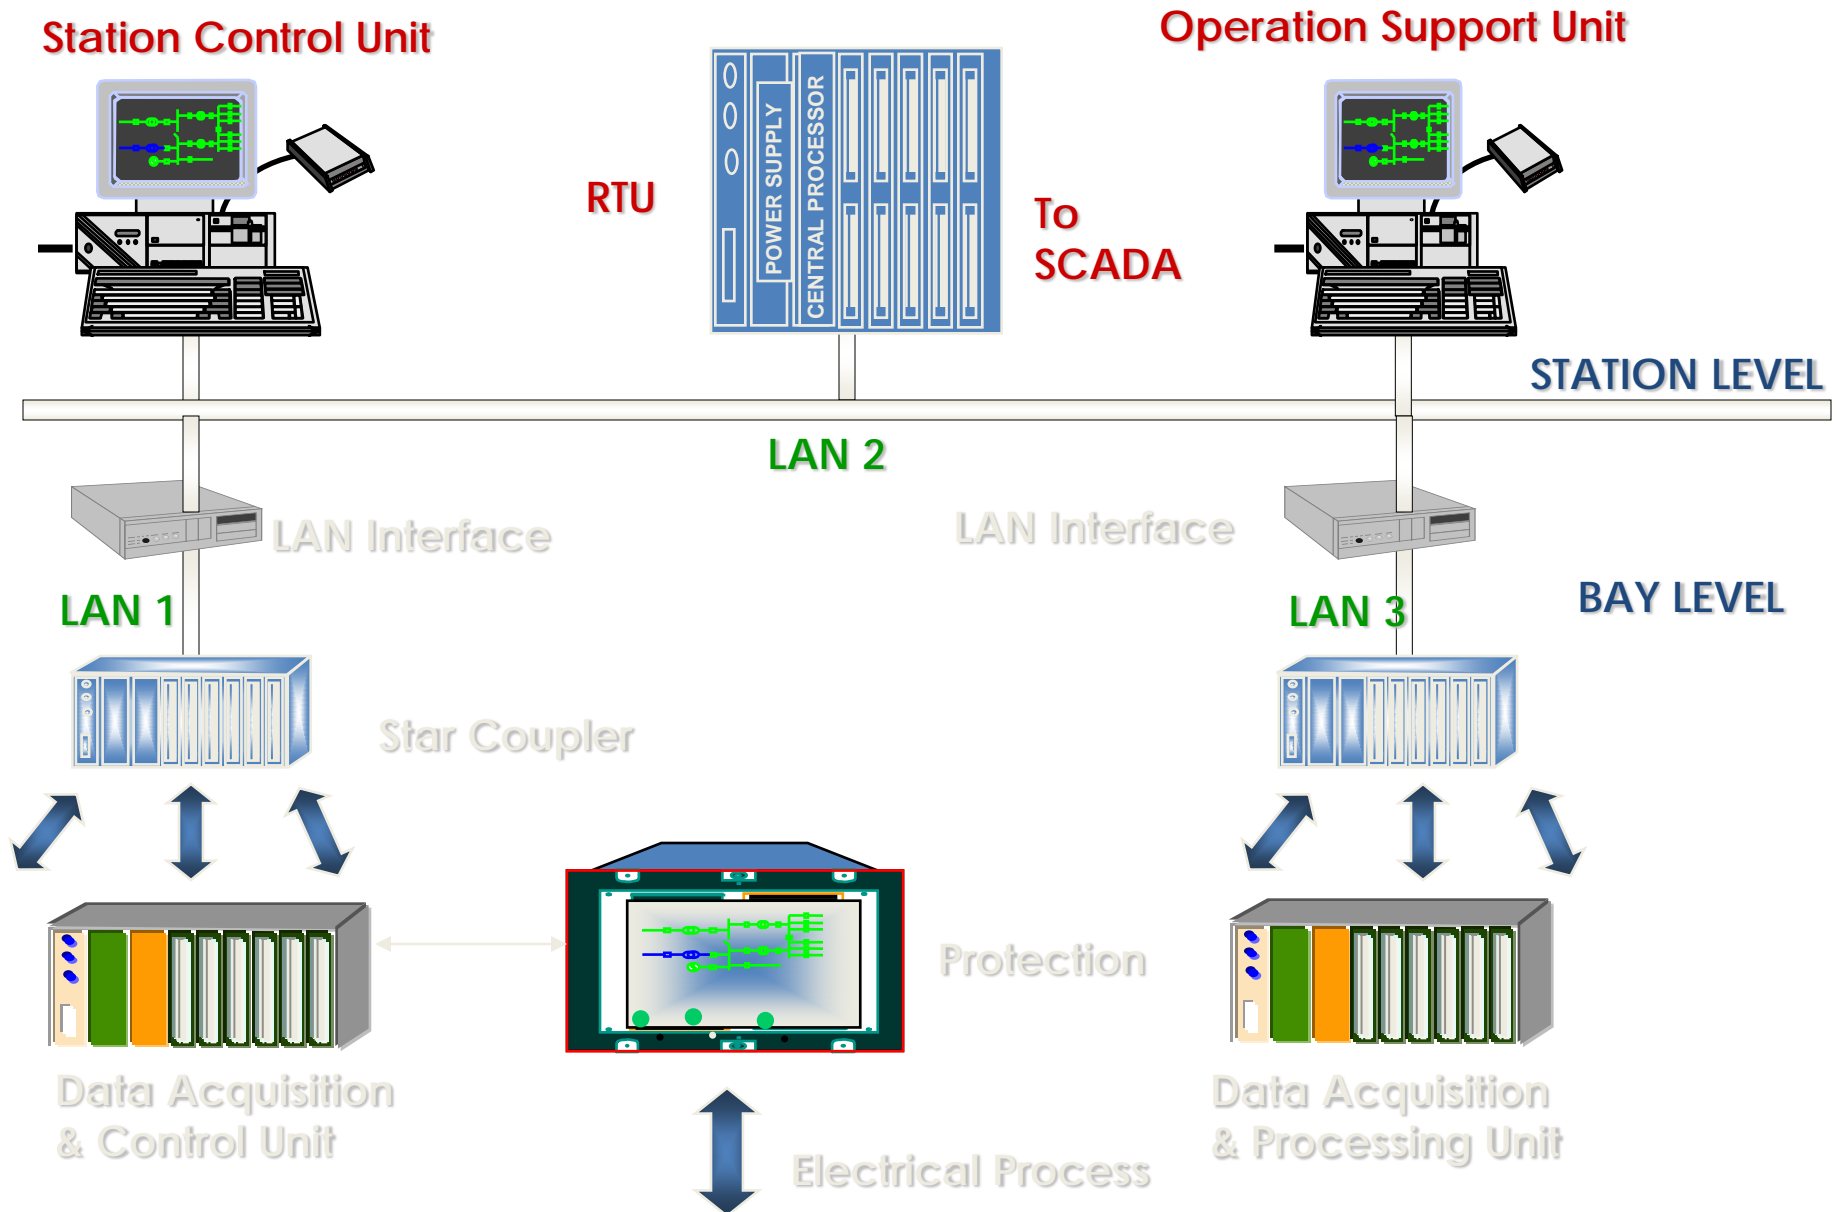 Station Control Unit
Operation Support Unit
RTU
POWER SUPPLY
CENTRAL PROCESSOR
To
SCADA
STATION LEVEL
LAN 2
LAN Interface
LAN Interface
LAN 1
LAN 3
BAY LEVEL
Star Coupler
Protection
Data Acquisition
& Control Unit
Data Acquisition
& Processing Unit
Electrical Process